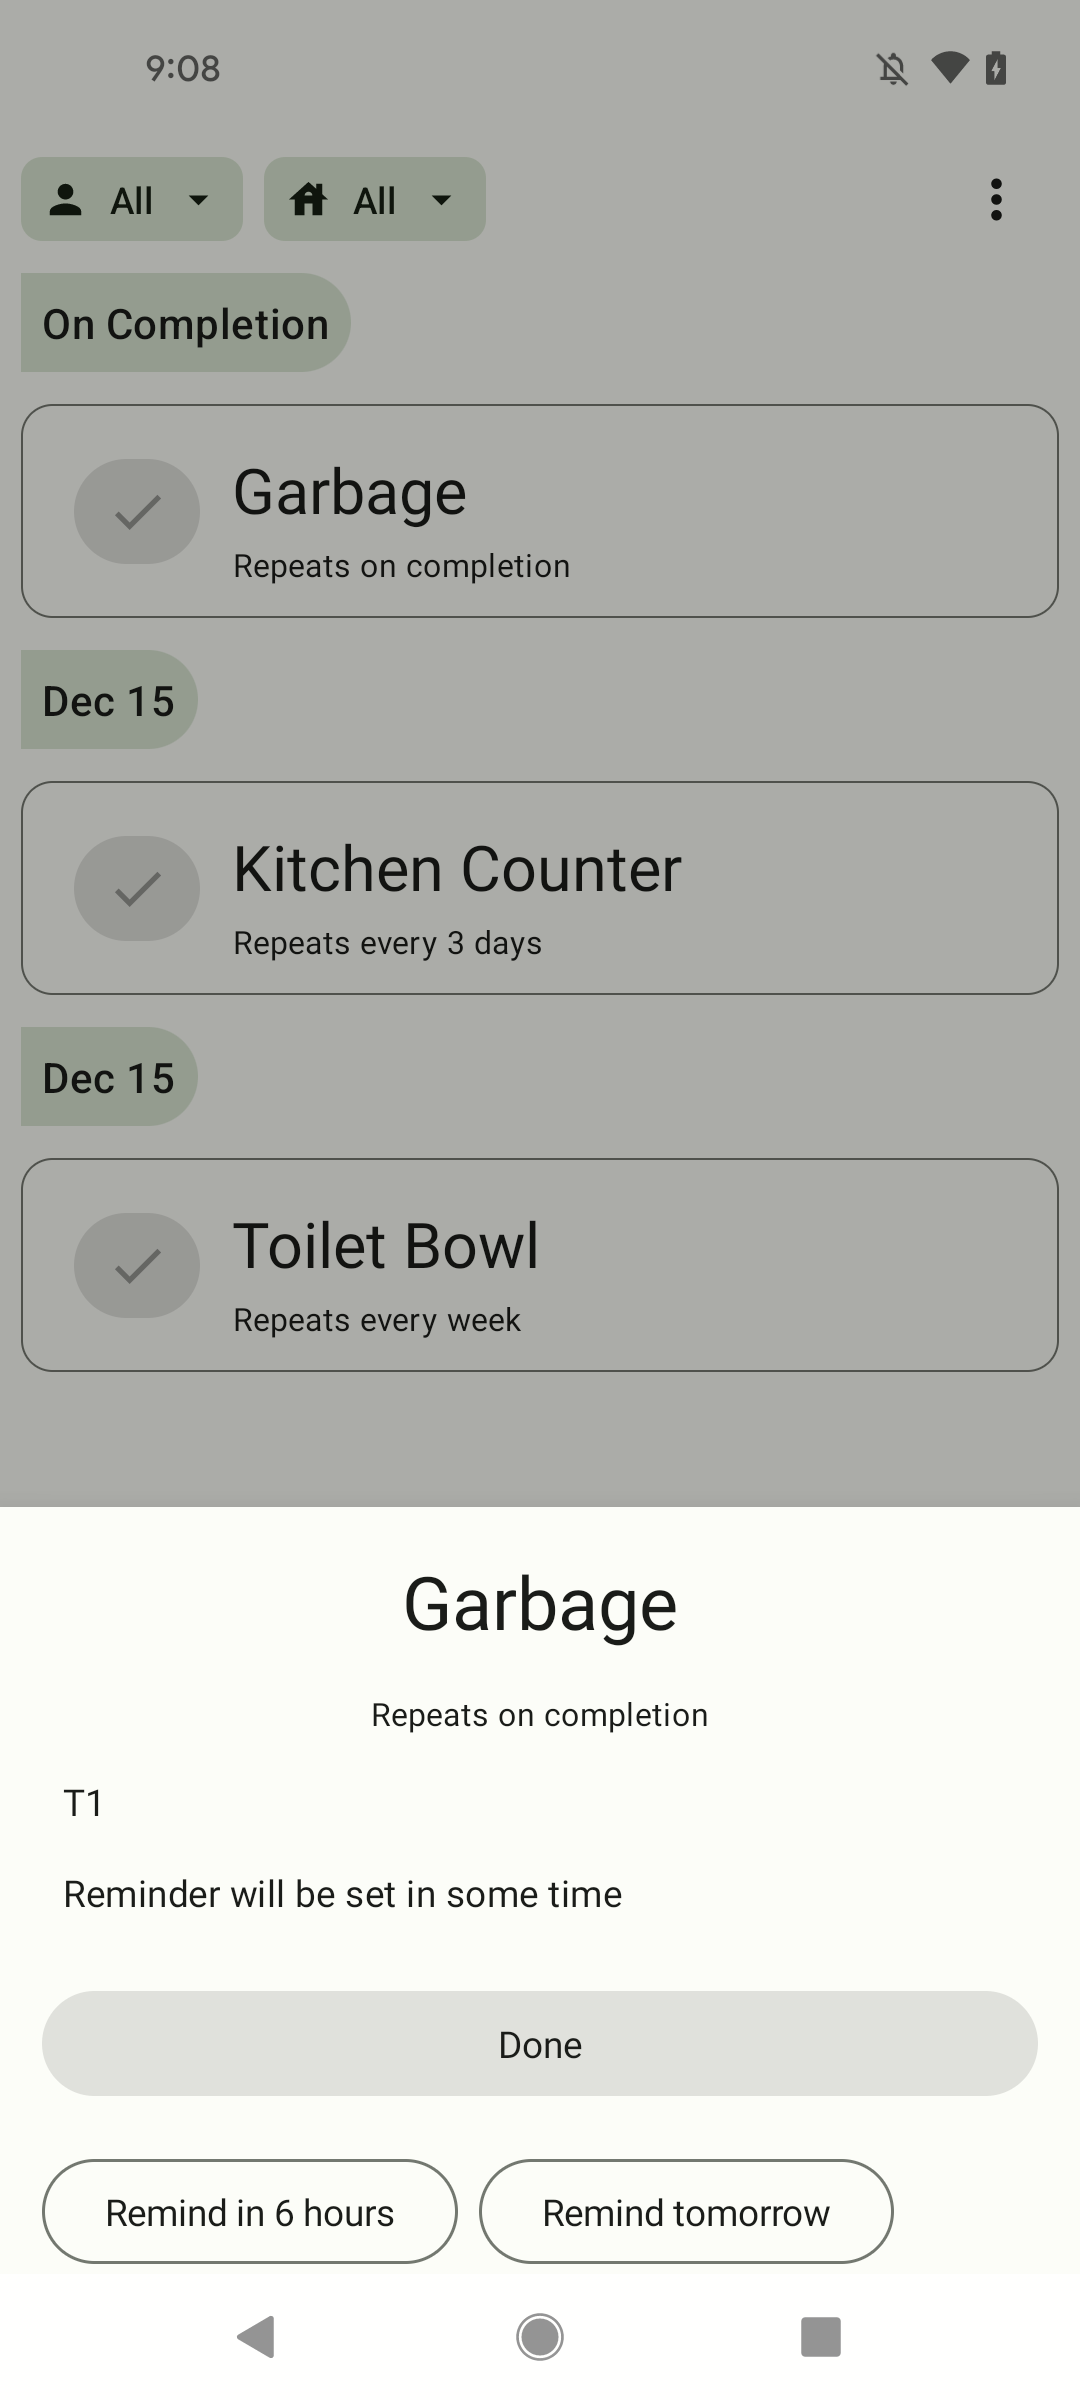 9:08
All
All
On Completion
Garbage
Repeats on completion
Dec 15
Kitchen Counter
Repeats every 3 days
Dec 15
Toilet Bowl
Repeats every week
Garbage
Repeats on completion
T1
Reminder will be set in some time
Done
Remind in 6 hours
Remind tomorrow